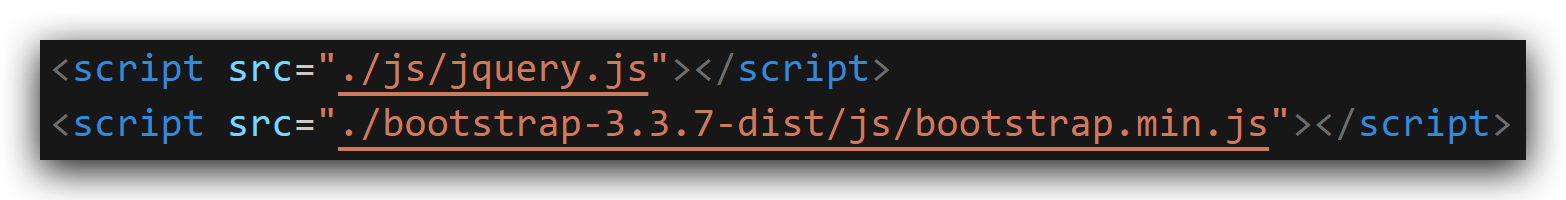 <script src="./js/jquery.js"></script>
<script src="./bootstrap-3.3.7-dist/js/bootstrap.min.js"></script>